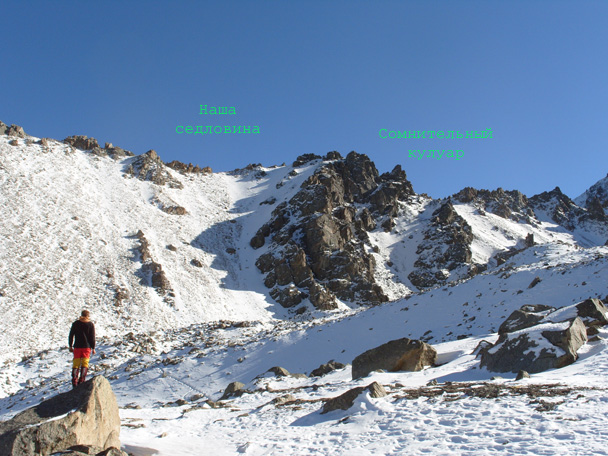 Наша
седловина
Сомнительный
кулуар